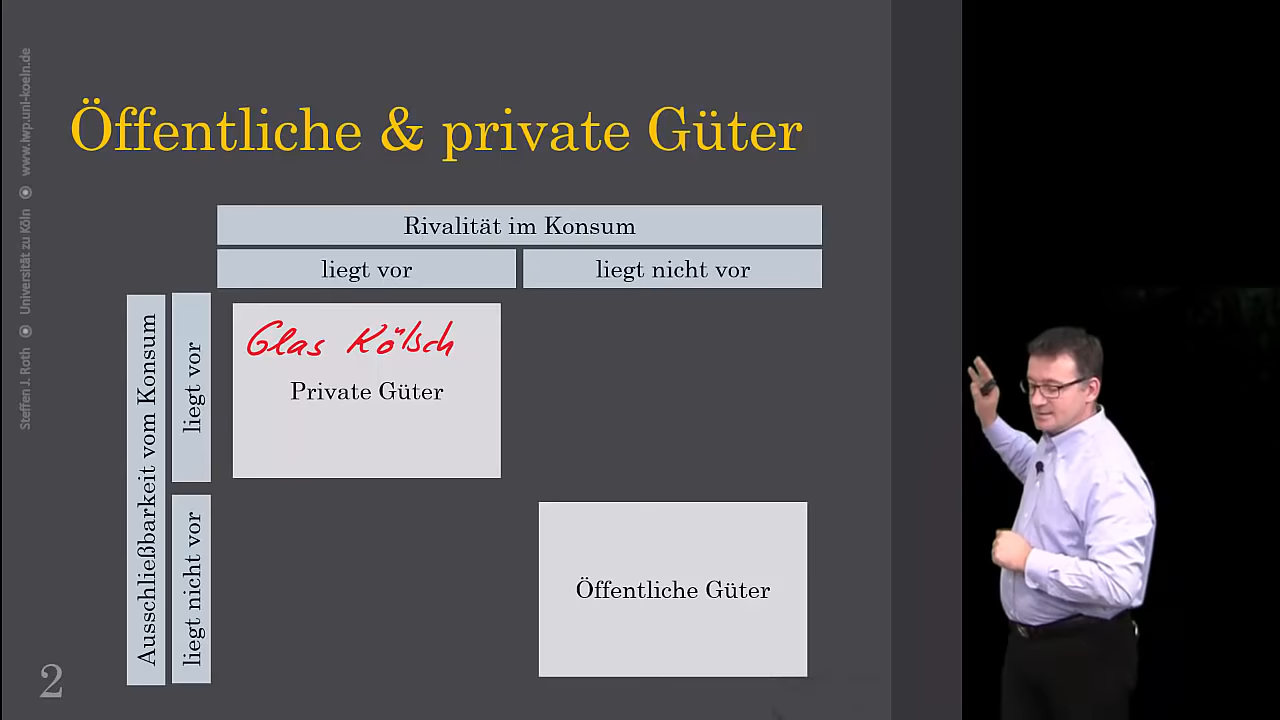 Öffentliche & private Güter
Rivalität im Konsum
liegt vor
liegt nicht vor
Ausschließbarkeit vom Konsum
liegt vor
Glas Kölsch
Private Güter
liegt nicht vor
Öffentliche Güter
Steffen J. Roth ◉ Universität zu Köln ◉ www.iwp.uni-koeln.de
2